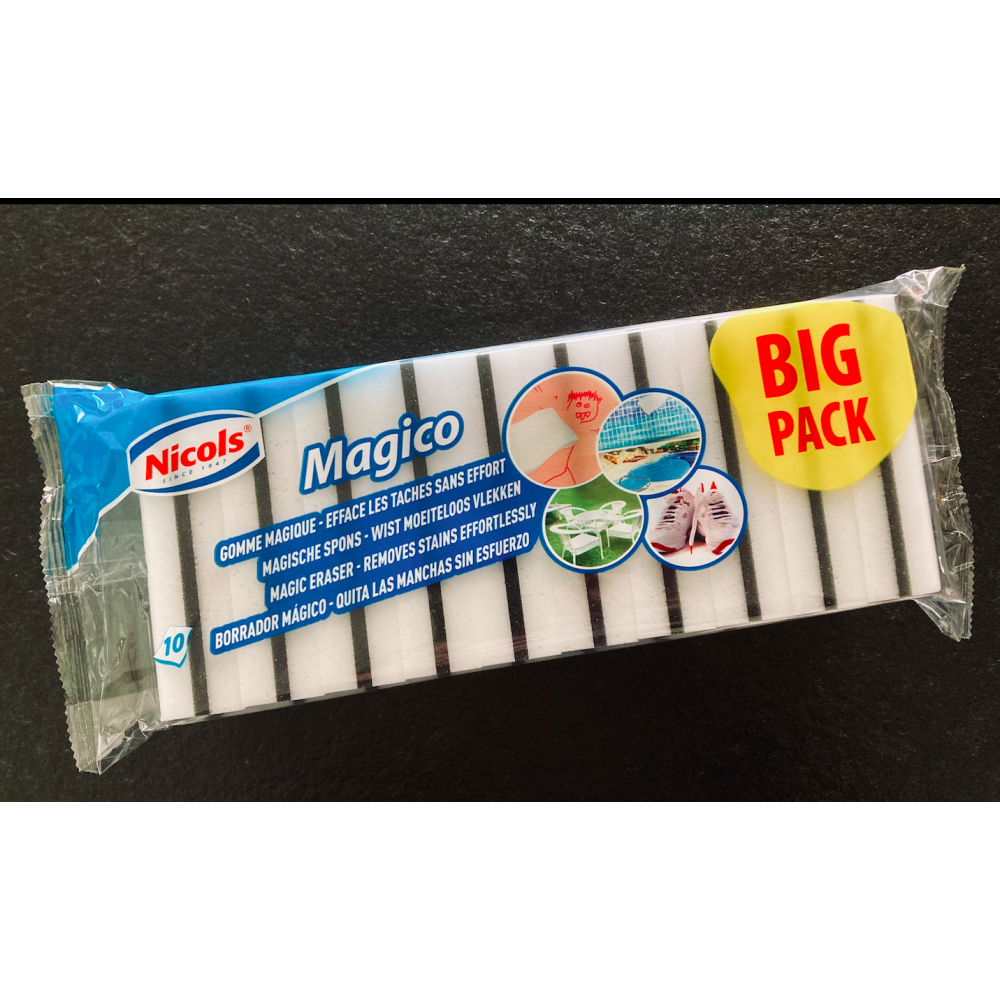 Nicols®
SINCE 1947
Magico
GOMME MAGIQUE - EFFACE LES TACHES SANS EFFORT
MAGISCHE SPONS - WIST MOEITELOOS VLEKKEN
MAGIC ERASER - REMOVES STAINS EFFORTLESSLY
BORRADOR MÁGICO - QUITA LAS MANCHAS SIN ESFUERZO
10
BIG
PACK